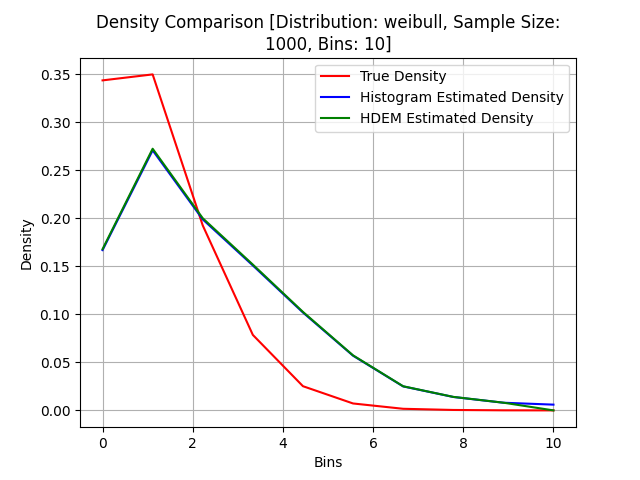 Density Comparison [Distribution: weibull, Sample Size:
1000, Bins: 10]
True Density
Histogram Estimated Density
HDEM Estimated Density
Density
0.35
0.30
0.25
0.20
0.15
0.10
0.05
0.00
0 2 4 6 8 10
Bins